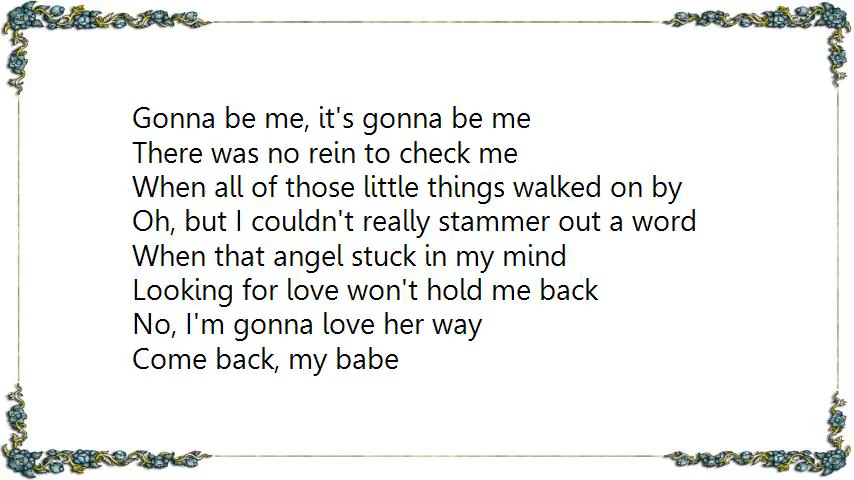 Gonna be me, it's gonna be me
There was no rein to check me
When all of those little things walked on by
Oh, but I couldn't really stammer out a word
When that angel stuck in my mind
Looking for love won't hold me back
No, I'm gonna love her way
Come back, my babe